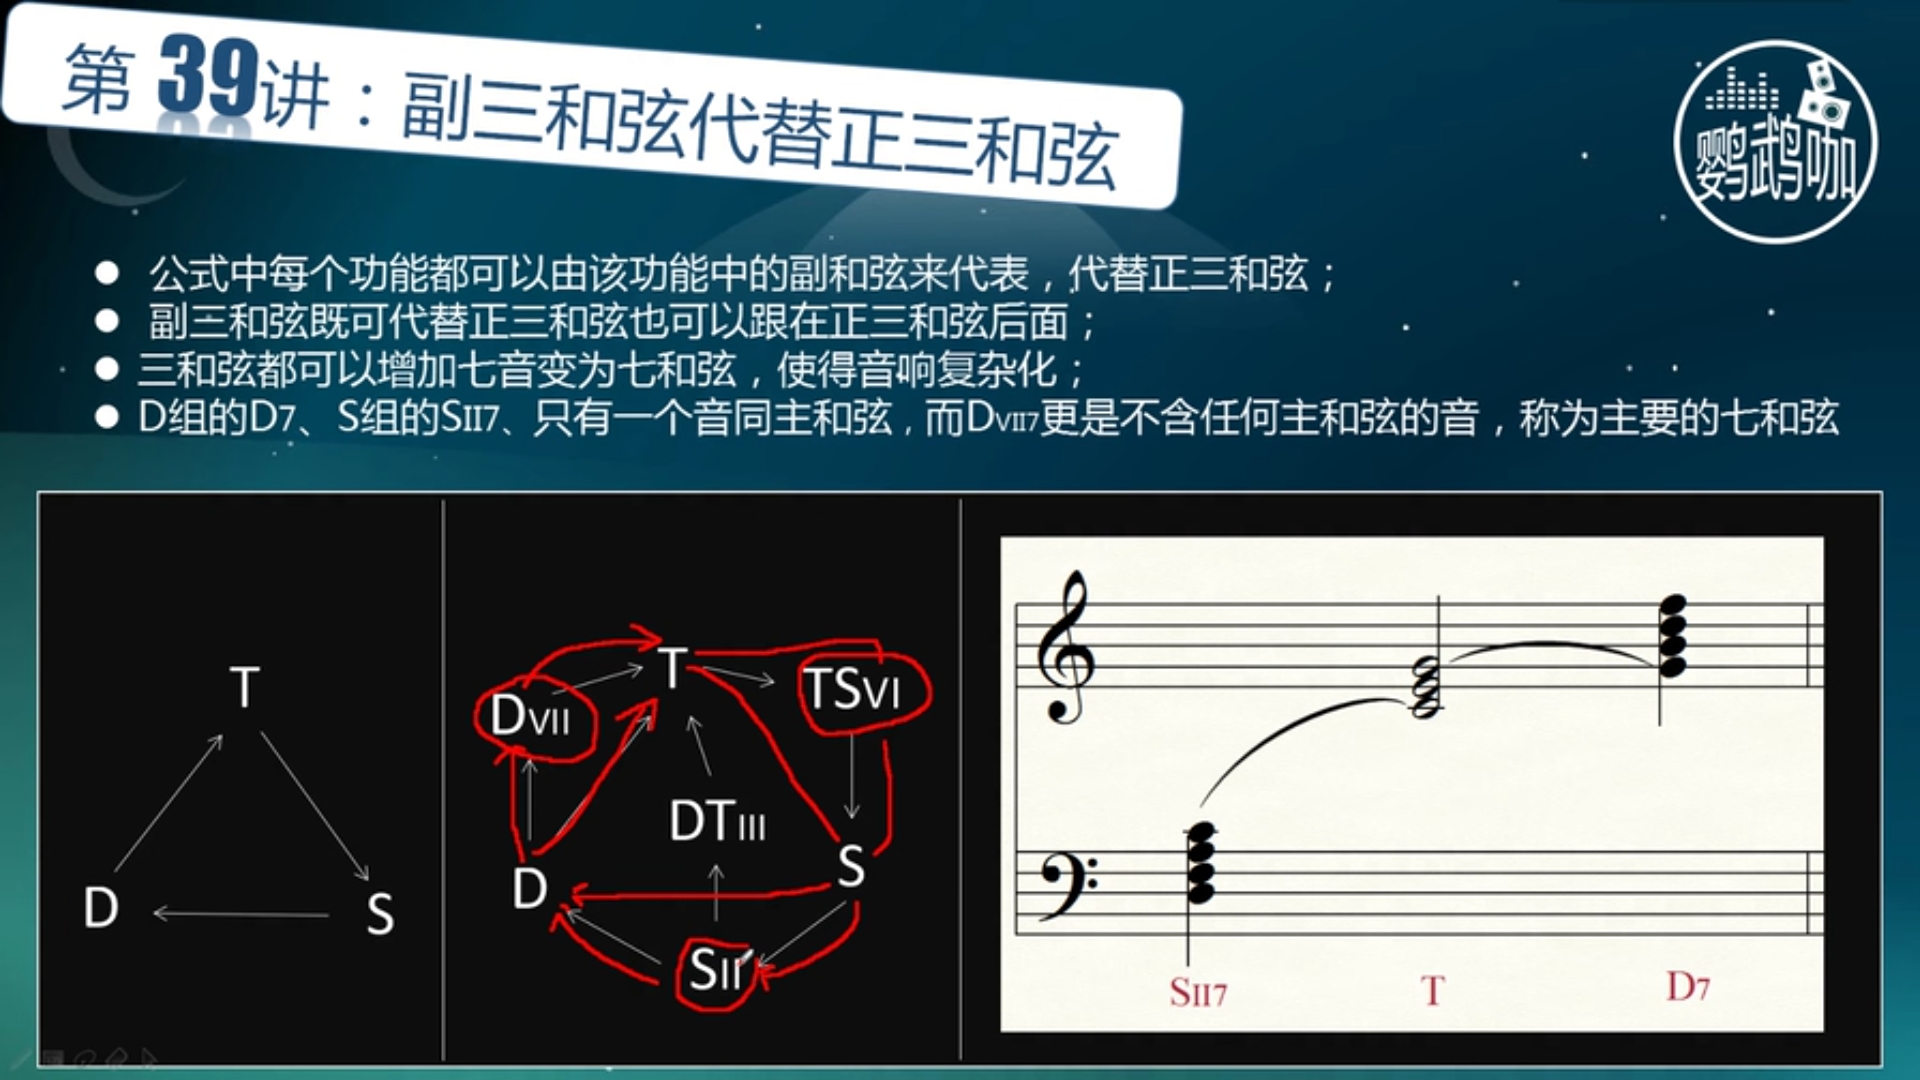 第 39讲：副三和弦代替正三和弦
鹦鹉咖
公式中每个功能都可以由该功能中的副和弦来代表，代替正三和弦；
副三和弦既可代替正三和弦也可以跟在正三和弦后面；
三和弦都可以增加七音变为七和弦，使得音响复杂化；
D组的D7、S组的SII7、只有一个音同主和弦，而DVII7更是不含任何主和弦的音，称为主要的七和弦
T
D
S
T
DVII
TSVI
DTIII
D
S
SII
SII7
T
D7